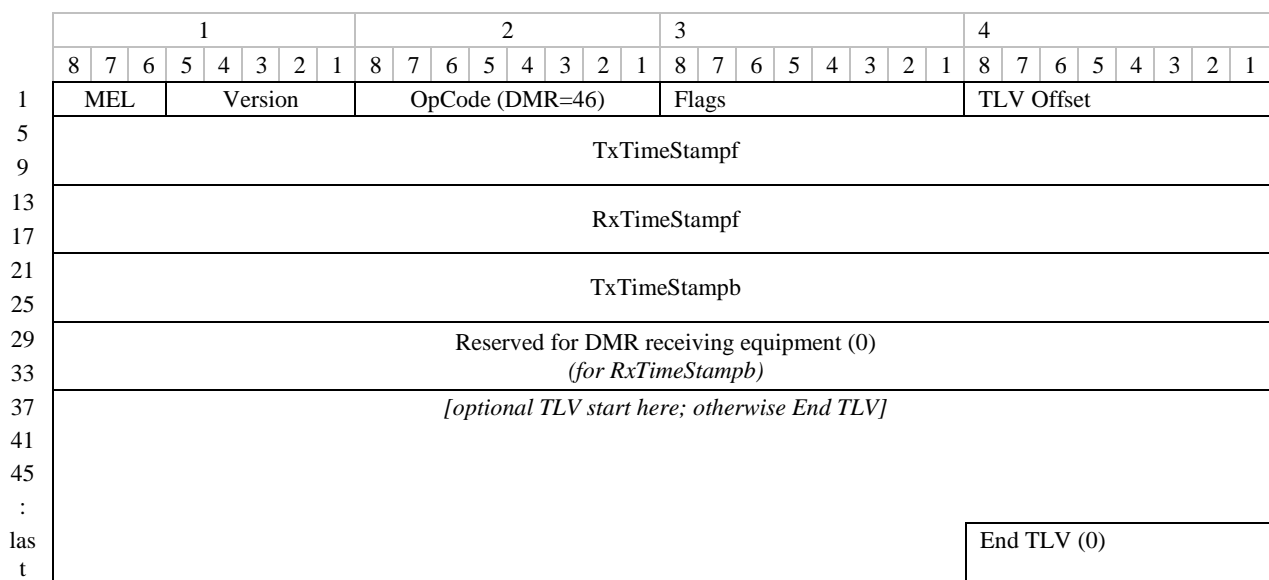 1 2 3 4
8 7 6 5 4 3 2 1 8 7 6 5 4 3 2 1 8 7 6 5 4 3 2 1 8 7 6 5 4 3 2 1
1 MEL Version OpCode (DMR=46) Flags TLV Offset
5
TxTimeStampf
9
13
RxTimeStampf
17
21
TxTimeStampb
25
29 Reserved for DMR receiving equipment (0)
33 (for RxTimeStampb)
37 [optional TLV start here; otherwise End TLV]
41
45
:
las End TLV (0)
t